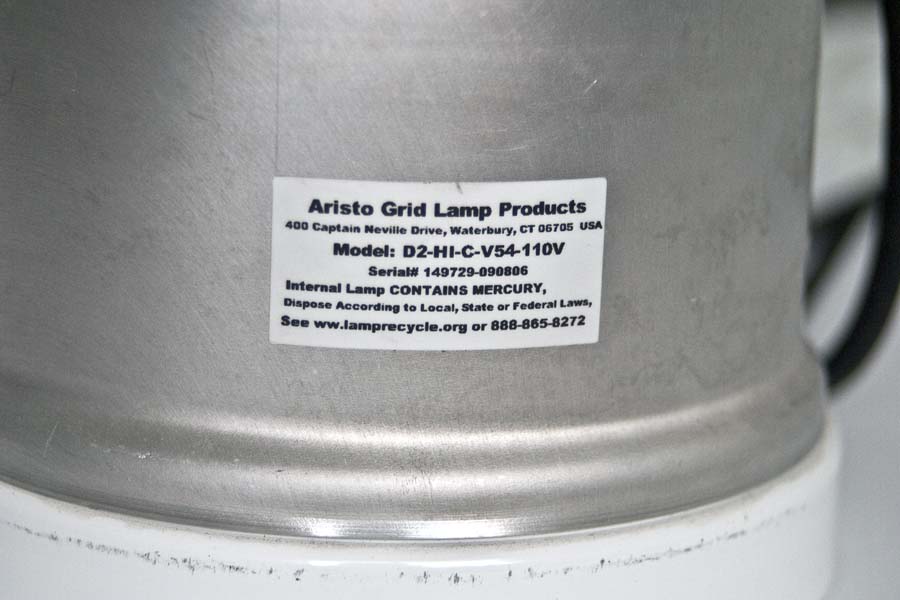 Aristo Grid Lamp Products
400 Captain Neville Drive, Waterbury, CT 06705 USA
Model: D2-HI-C-V54-110V
Serial# 149729-090806
Internal Lamp CONTAINS MERCURY,
Dispose According to Local, State or Federal Laws,
See ww.lamprecycle.org or 888-865-8272